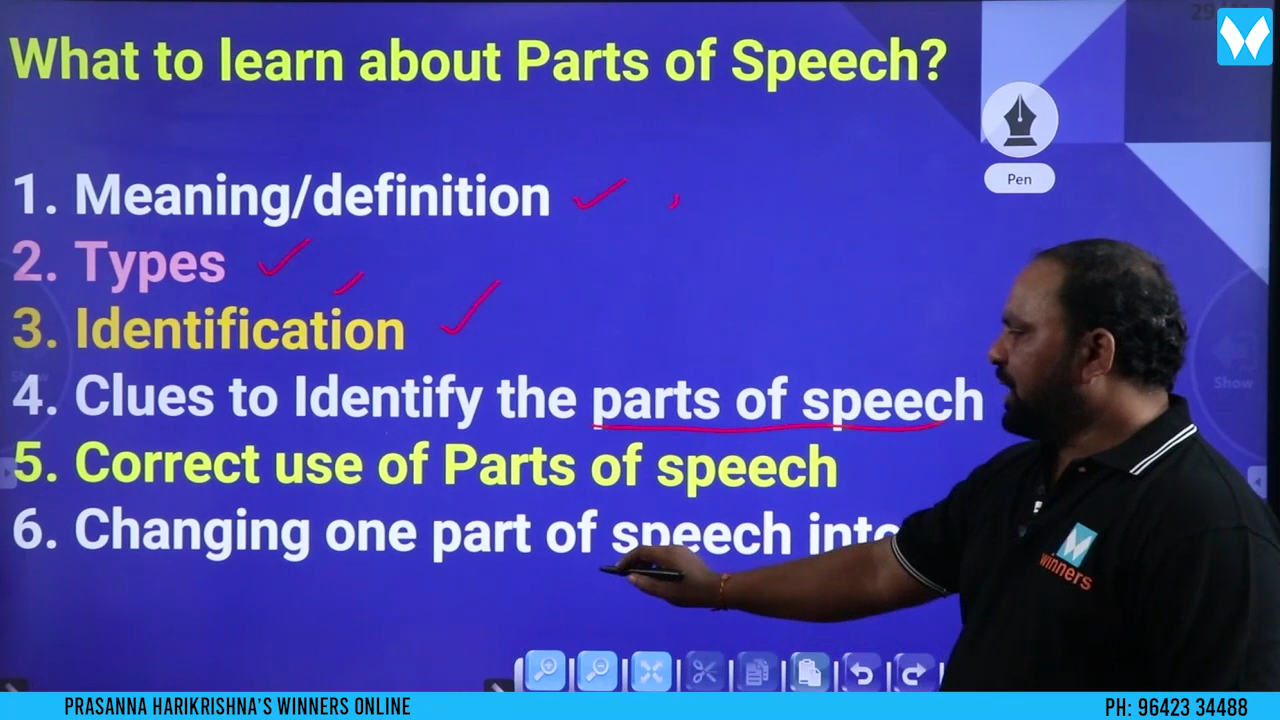 What to learn about Parts of Speech?
Pen
1. Meaning/definition
2. Types
3. Identification
4. Clues to Identify the parts of speech
5. Correct use of Parts of speech
6. Changing one part of speech into
Show
winners
PRASANNA HARIKRISHNA'S WINNERS ONLINE
PH: 96423 34488